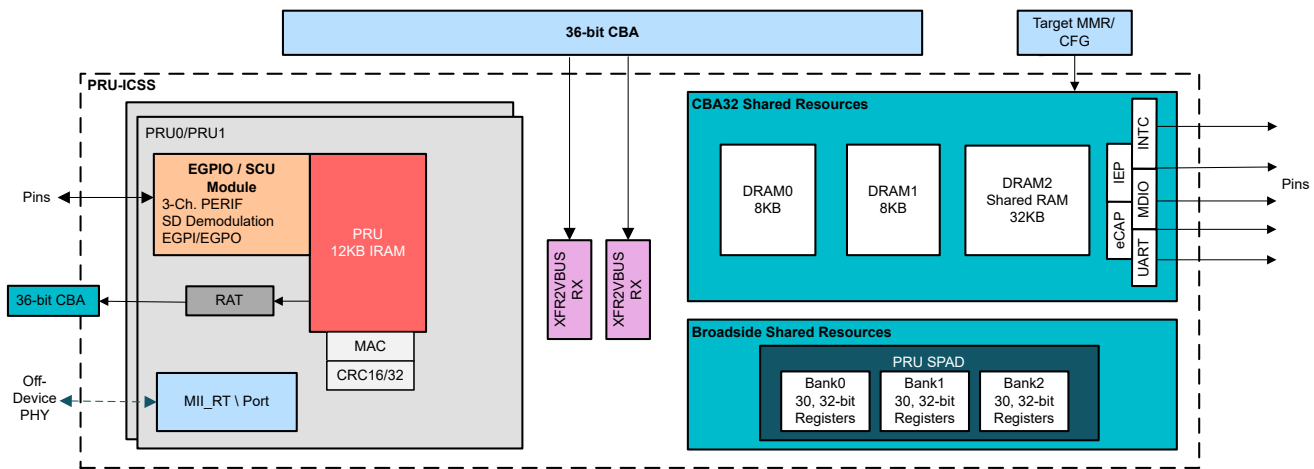 36-bit CBA
Target MMR/
CFG
PRU-ICSS
PRU0/PRU1
EGPIO / SCU
Module
3-Ch. PERIF
SD Demodulation
EGPI/EGPO
PRU
12KB IRAM
Pins
36-bit CBA
RAT
MAC
CRC16/32
Off-
Device
PHY
MII_RT \ Port
XFR2VBUS
RX
XFR2VBUS
RX
CBA32 Shared Resources
DRAM0
8KB
DRAM1
8KB
DRAM2
Shared RAM
32KB
IEP
eCAP
INTC
MDIO
UART
Pins
Broadside Shared Resources
PRU SPAD
Bank0
30, 32-bit
Registers
Bank1
30, 32-bit
Registers
Bank2
30, 32-bit
Registers